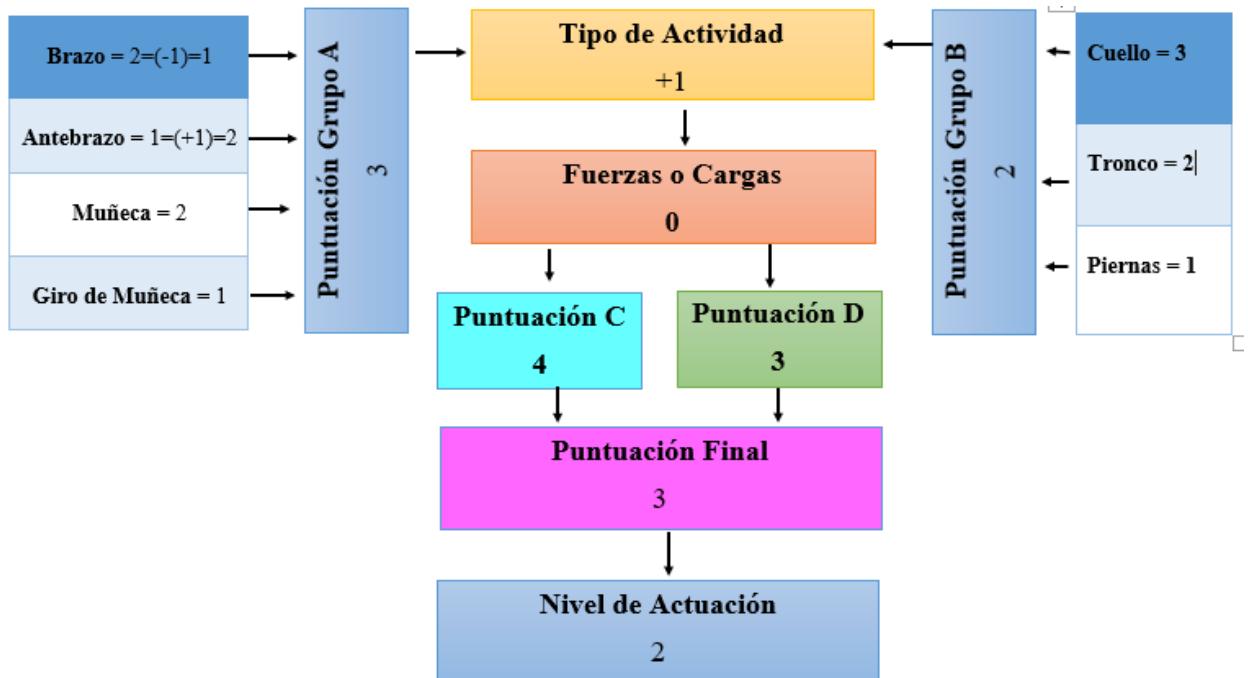 Brazo = 2=(-1)=1
Antebrazo = 1=(+1)=2
Muñeca = 2
Giro de Muñeca = 1
Puntuación Grupo A
3
Tipo de Actividad
+1
Fuerzas o Cargas
0
Puntuación C
4
Puntuación D
3
Puntuación Final
3
Nivel de Actuación
2
Puntuación Grupo B
2
Cuello = 3
Tronco = 2
Piernas = 1